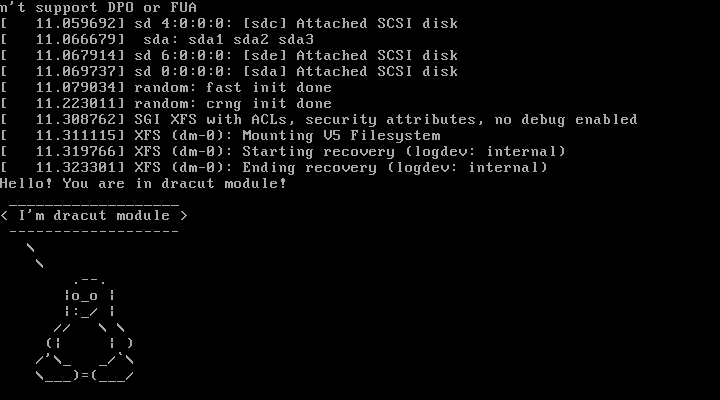 n't support DPO or FUA
[   11.059692] sd 4:0:0:0: [sdc] Attached SCSI disk
[   11.066679]  sda: sda1 sda2 sda3
[   11.067914] sd 6:0:0:0: [sde] Attached SCSI disk
[   11.069737] sd 0:0:0:0: [sda] Attached SCSI disk
[   11.079034] random: fast init done
[   11.223011] random: crng init done
[   11.308762] SGI XFS with ACLs, security attributes, no debug enabled
[   11.311115] XFS (dm-0): Mounting V5 Filesystem
[   11.319766] XFS (dm-0): Starting recovery (logdev: internal)
[   11.323301] XFS (dm-0): Ending recovery (logdev: internal)
Hello! You are in dracut module!
 ____________________
< I'm dracut module >
 --------------------
   \
    \
        .--.
       |o_o |
       |:_/ |
      //   \ \
     (|     | )
    /'\_   _/`\
    \___)=(___/